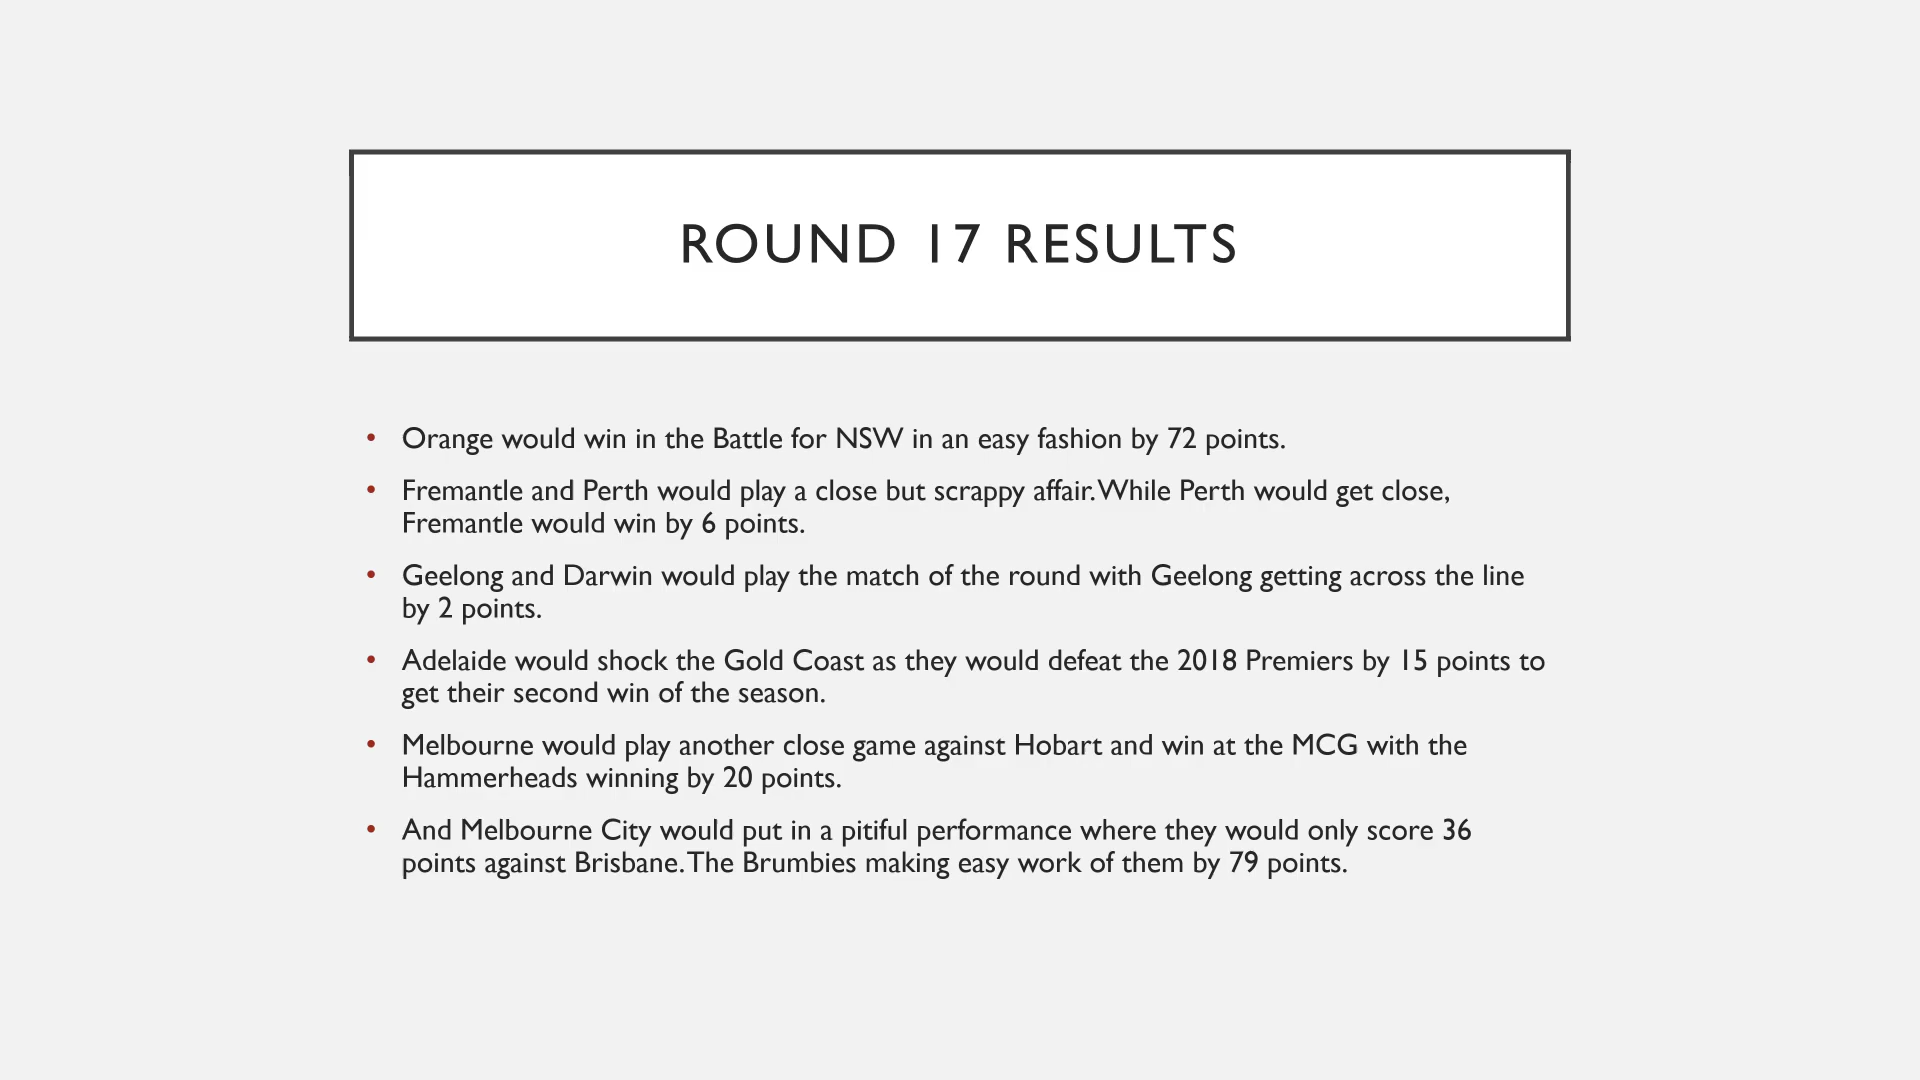 ROUND 17 RESULTS
• Orange would win in the Battle for NSW in an easy fashion by 72 points.
• Fremantle and Perth would play a close but scrappy affair. While Perth would get close,
Fremantle would win by 6 points.
• Geelong and Darwin would play the match of the round with Geelong getting across the line
by 2 points.
• Adelaide would shock the Gold Coast as they would defeat the 2018 Premiers by 15 points to
get their second win of the season.
• Melbourne would play another close game against Hobart and win at the MCG with the
Hammerheads winning by 20 points.
• And Melbourne City would put in a pitiful performance where they would only score 36
points against Brisbane. The Brumbies making easy work of them by 79 points.